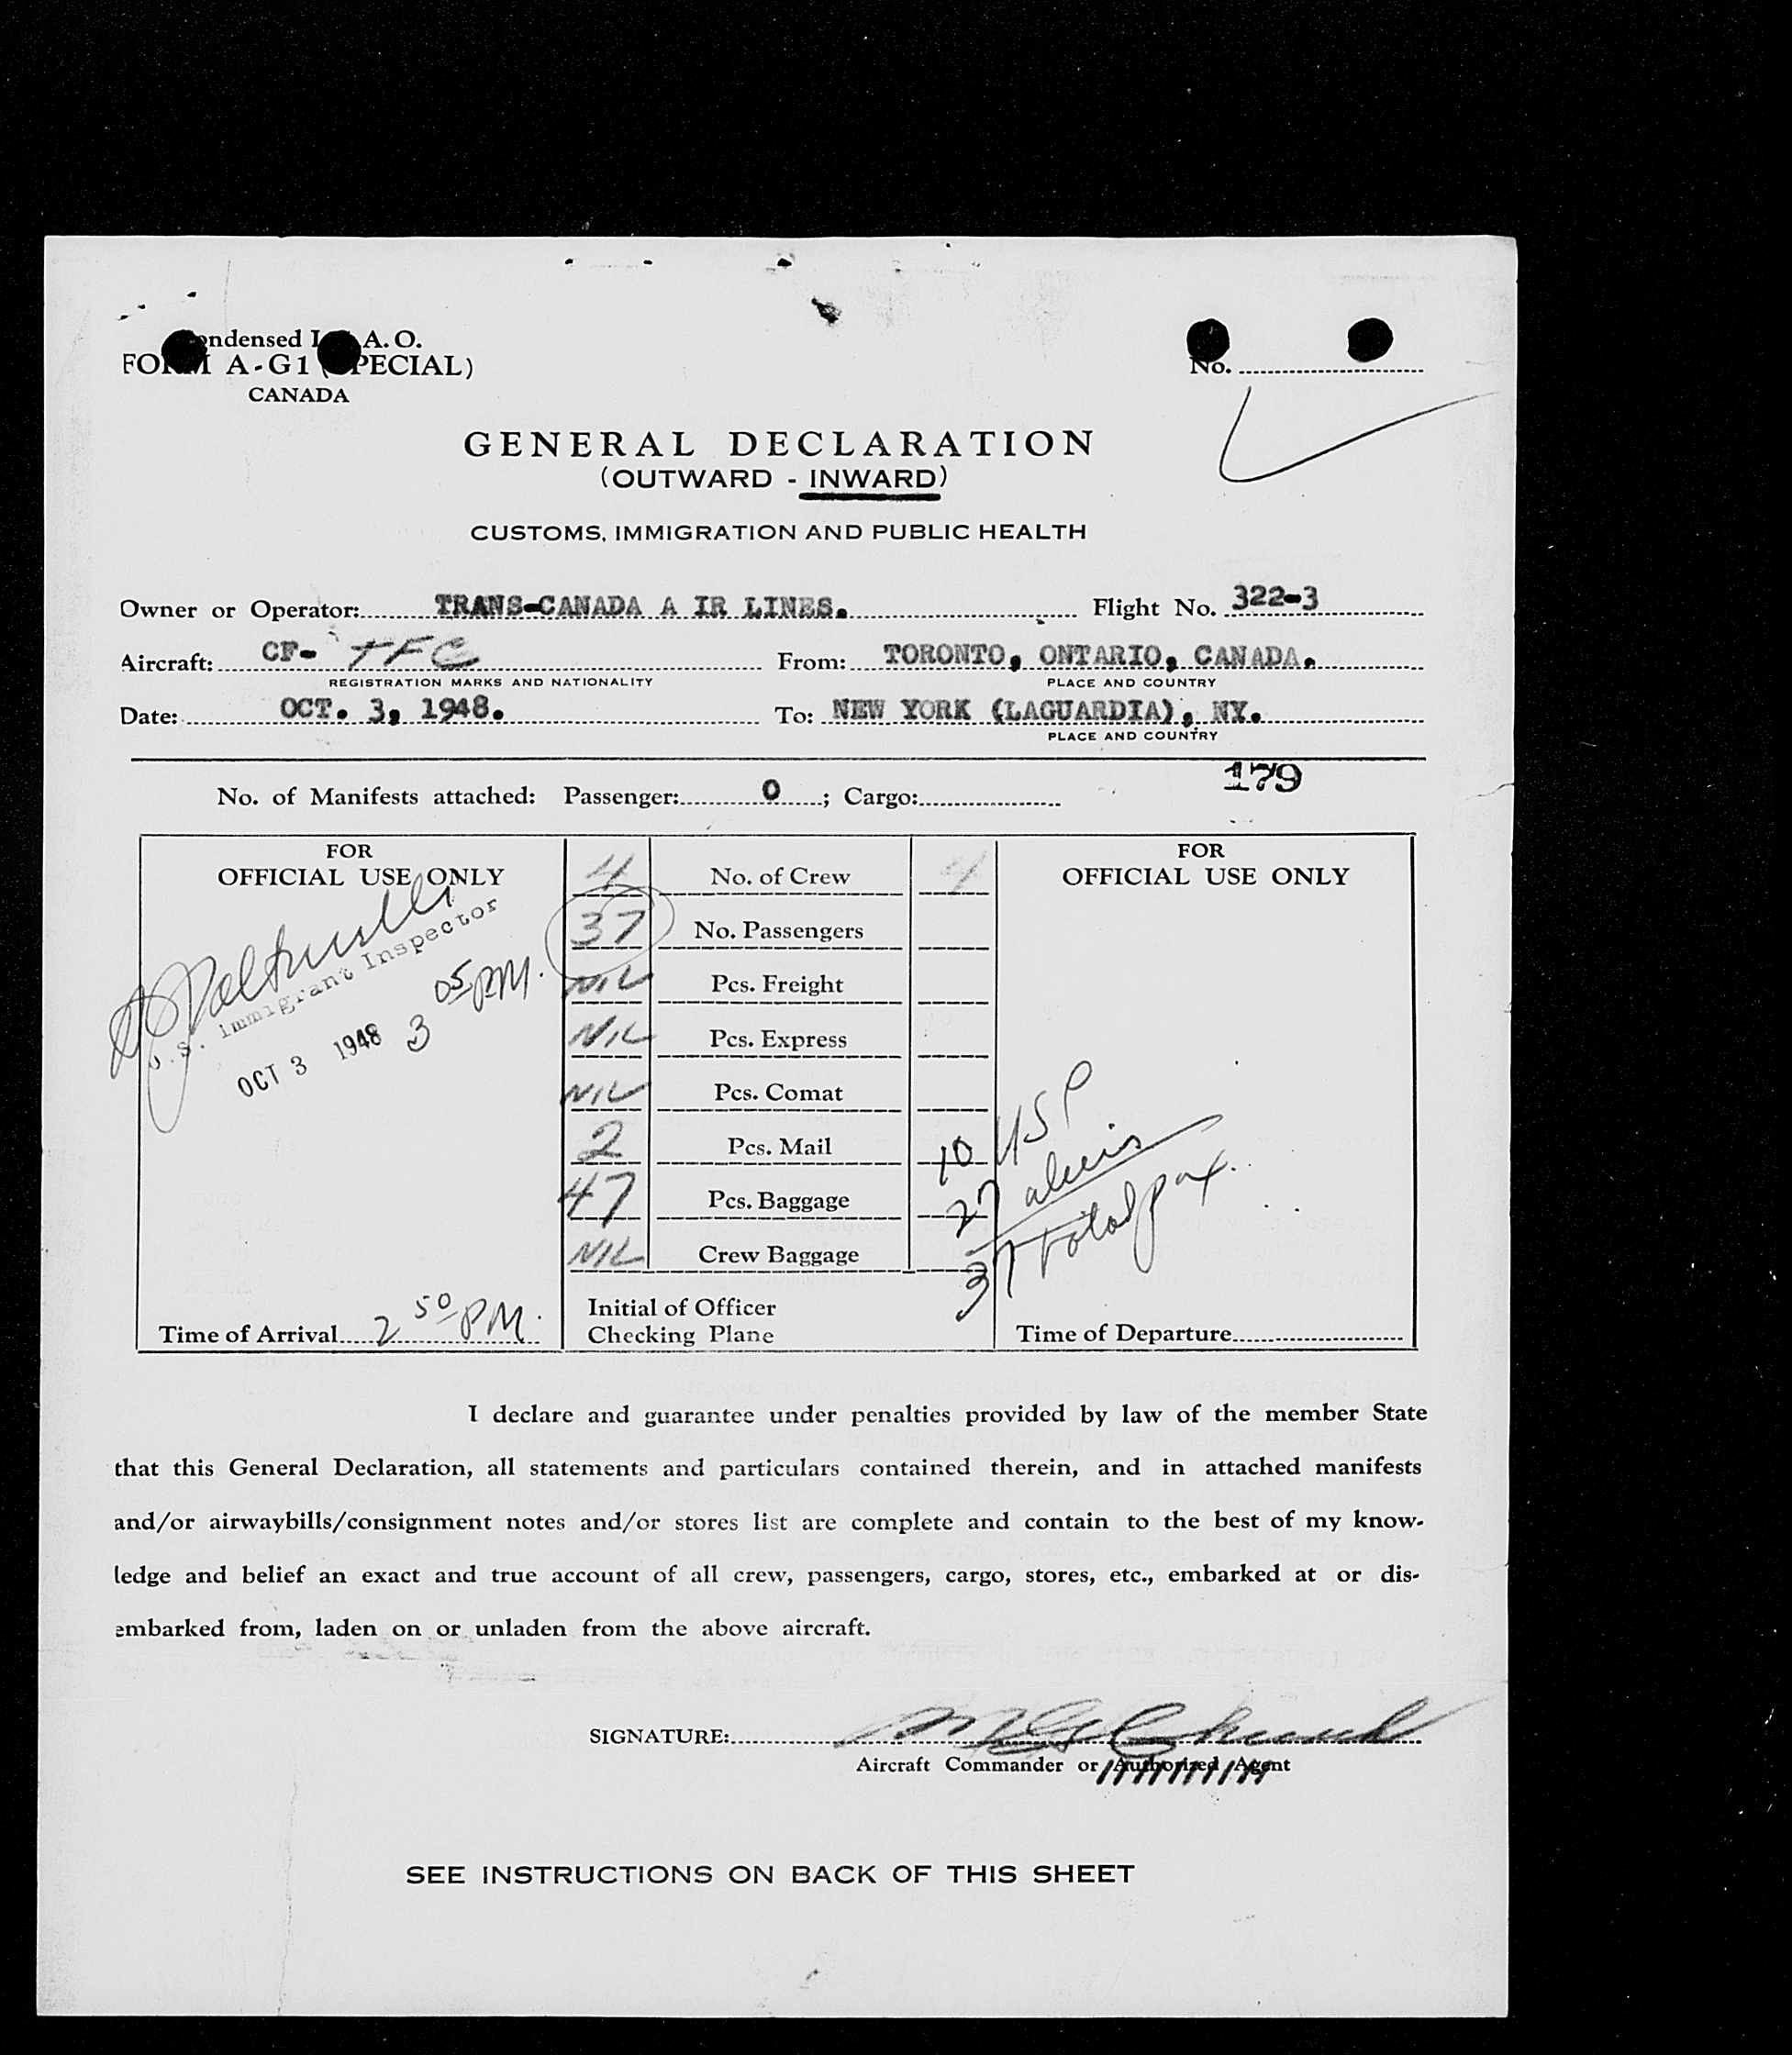 Condensed I. A. O.
FORM A-G1 (SPECIAL)
CANADA
No.
GENERAL DECLARATION
(OUTWARD - INWARD)
CUSTOMS, IMMIGRATION AND PUBLIC HEALTH
Owner or Operator: TRANS-CANADA A IR LINES. Flight No. 322-3
Aircraft: CF- TFC From: TORONTO, ONTARIO, CANADA.
REGISTRATION MARKS AND NATIONALITY PLACE AND COUNTRY
Date: OCT. 3, 1948. To: NEW YORK (LAGUARDIA), NY.
PLACE AND COUNTRY
179
No. of Manifests attached: Passenger: 0 ; Cargo:
FOR
OFFICIAL USE ONLY
U.S. Immigrant Inspector
OCT 3 1948 3 05 PM.
Time of Arrival 2 50 PM.
4 No. of Crew 4
37 No. Passengers
NIL Pcs. Freight
NIL Pcs. Express
NIL Pcs. Comat
2 Pcs. Mail
47 Pcs. Baggage
NIL Crew Baggage
Initial of Officer
Checking Plane
FOR
OFFICIAL USE ONLY
10 USP
27 aliens
37 total pax.
Time of Departure
I declare and guarantee under penalties provided by law of the member State
that this General Declaration, all statements and particulars contained therein, and in attached manifests
and/or airwaybills/consignment notes and/or stores list are complete and contain to the best of my know-
ledge and belief an exact and true account of all crew, passengers, cargo, stores, etc., embarked at or dis-
embarked from, laden on or unladen from the above aircraft.
SIGNATURE:
Aircraft Commander or Authorized Agent
SEE INSTRUCTIONS ON BACK OF THIS SHEET